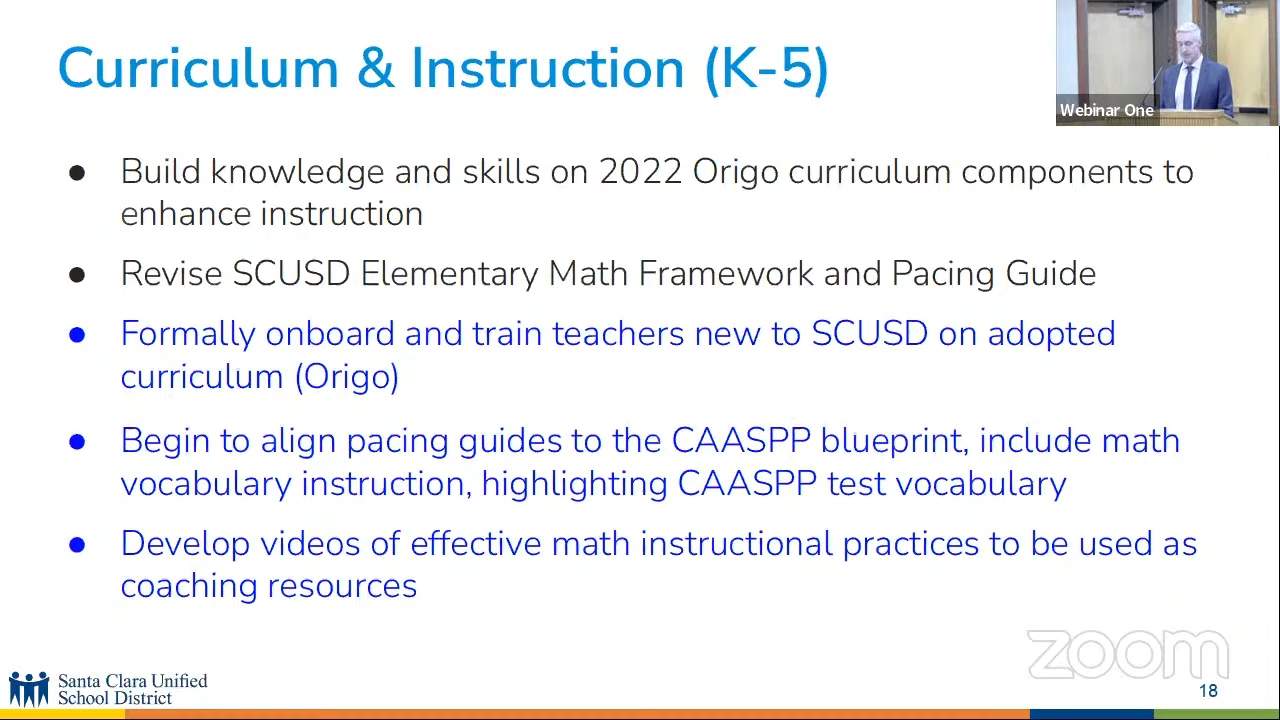 Curriculum & Instruction (K-5)
Webinar One
● Build knowledge and skills on 2022 Origo curriculum components to
enhance instruction
● Revise SCUSD Elementary Math Framework and Pacing Guide
● Formally onboard and train teachers new to SCUSD on adopted
curriculum (Origo)
● Begin to align pacing guides to the CAASPP blueprint, include math
vocabulary instruction, highlighting CAASPP test vocabulary
● Develop videos of effective math instructional practices to be used as
coaching resources
zoom
Santa Clara Unified
School District
18